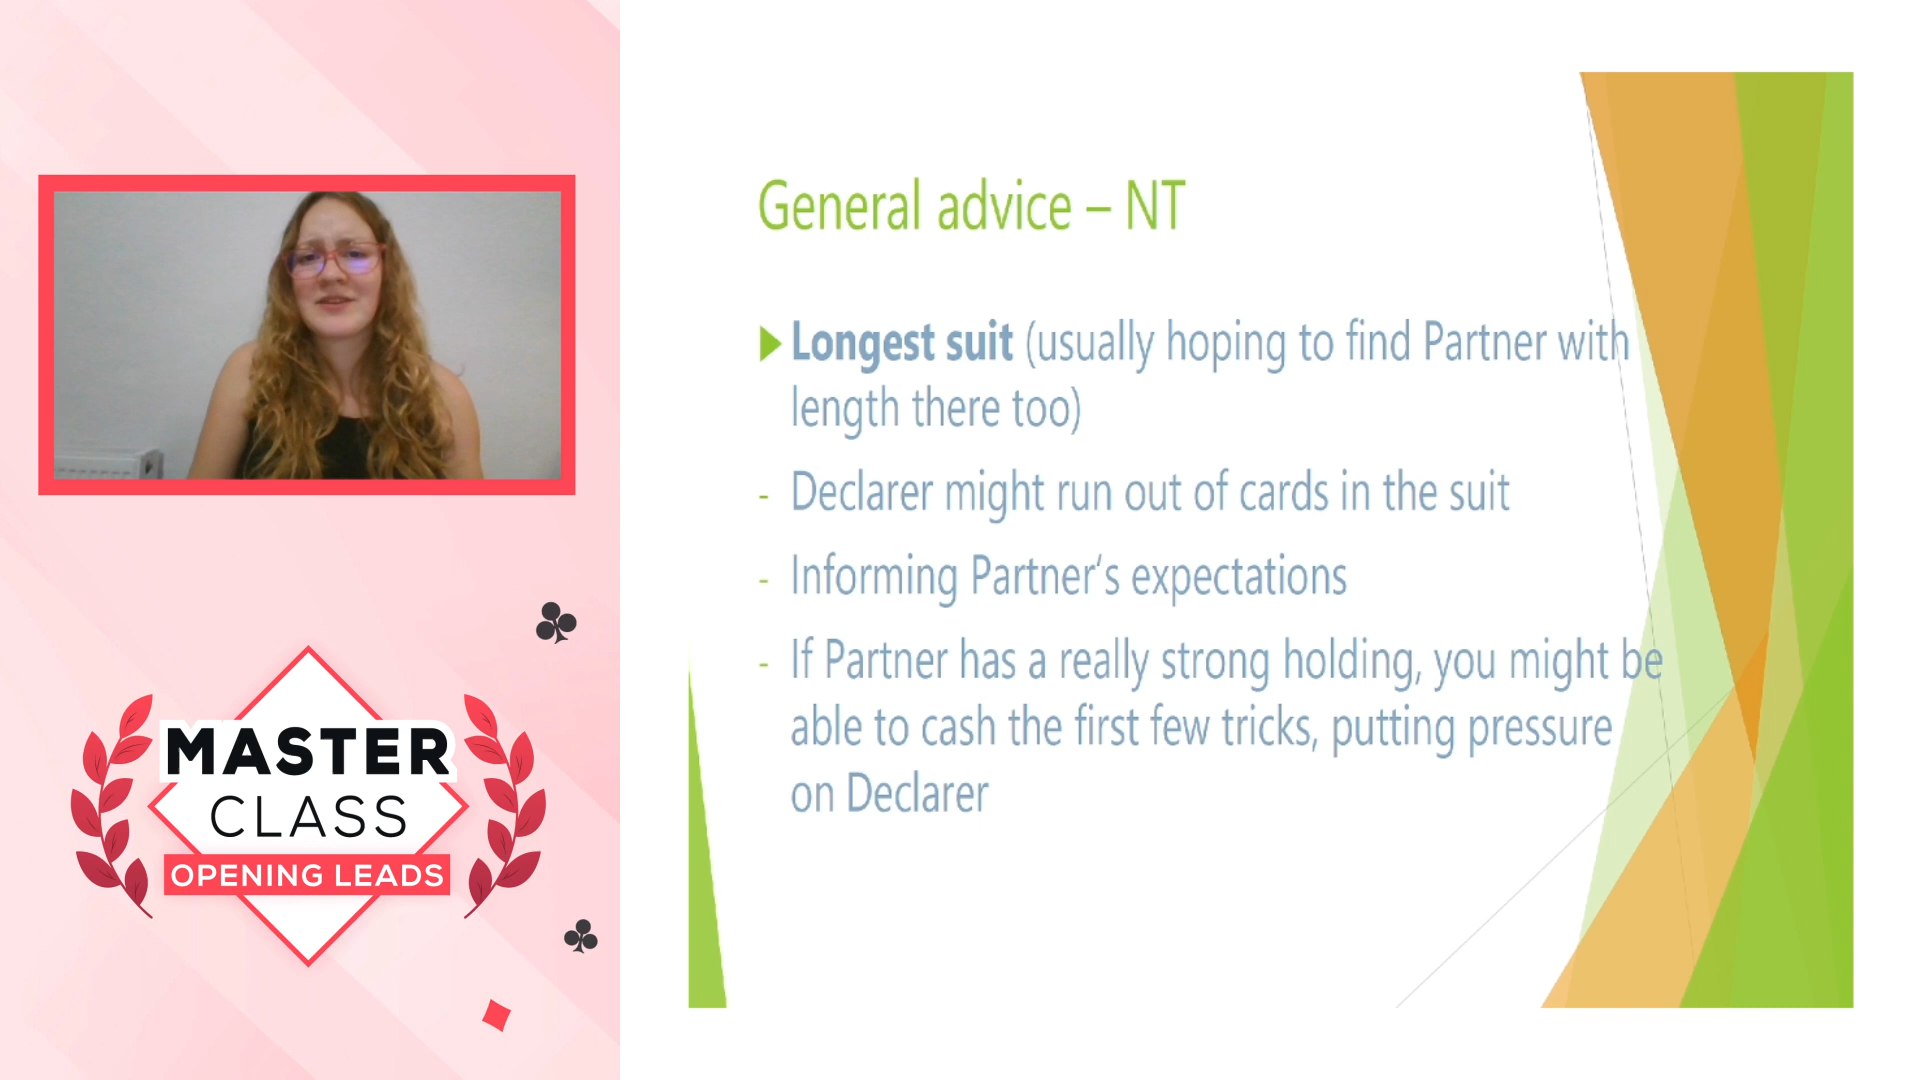 MASTER
CLASS
OPENING LEADS
General advice – NT
Longest suit (usually hoping to find Partner with
length there too)
- Declarer might run out of cards in the suit
- Informing Partner's expectations
- If Partner has a really strong holding, you might be
able to cash the first few tricks, putting pressure
on Declarer